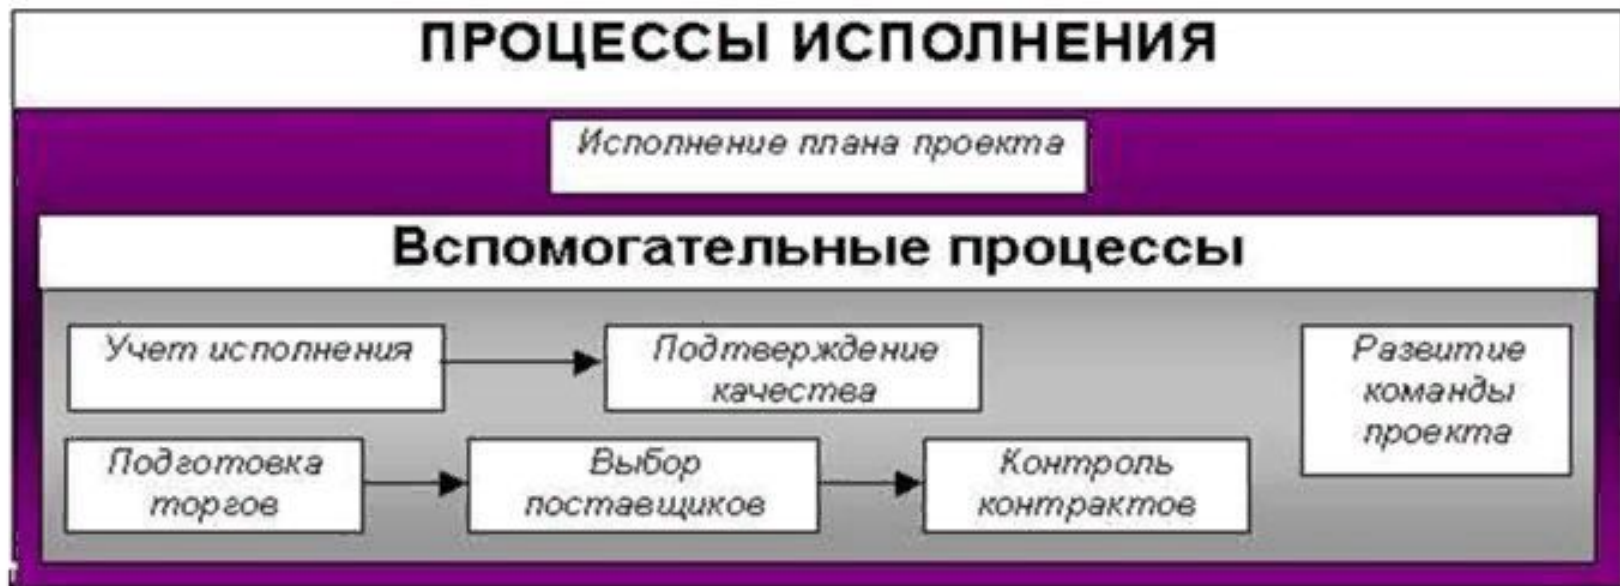 ПРОЦЕССЫ ИСПОЛНЕНИЯ
Исполнение плана проекта
Вспомогательные процессы
Учет исполнения
Подтверждение
качества
Развитие
команды
проекта
Подготовка
торгов
Выбор
поставщиков
Контроль
контрактов